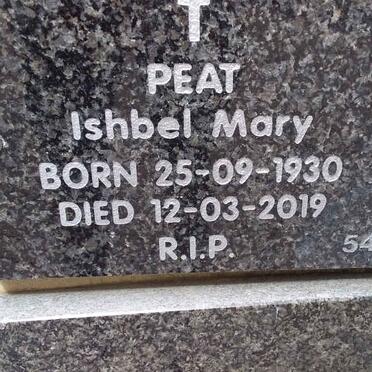 PEAT
Ishbel Mary
BORN 25-09-1930
DIED 12-03-2019
R.I.P.
54